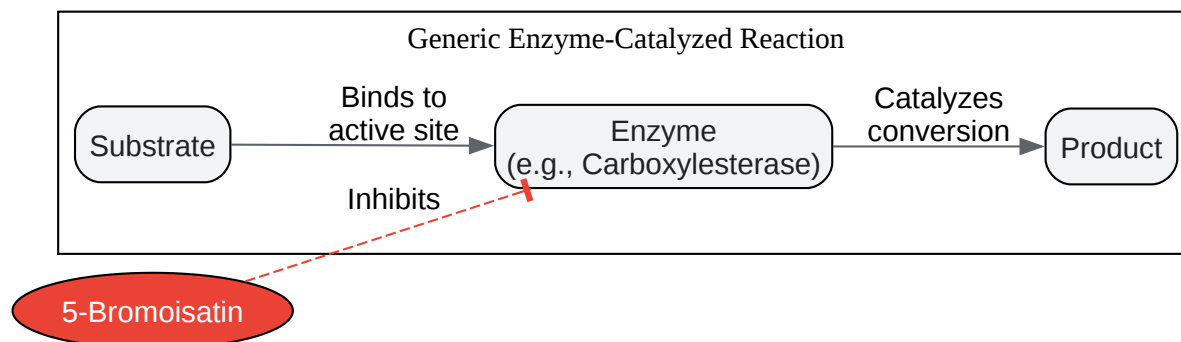 Generic Enzyme-Catalyzed Reaction
Substrate
Binds to
active site
Enzyme
(e.g., Carboxylesterase)
Catalyzes
conversion
Product
Inhibits
5-Bromoisatin